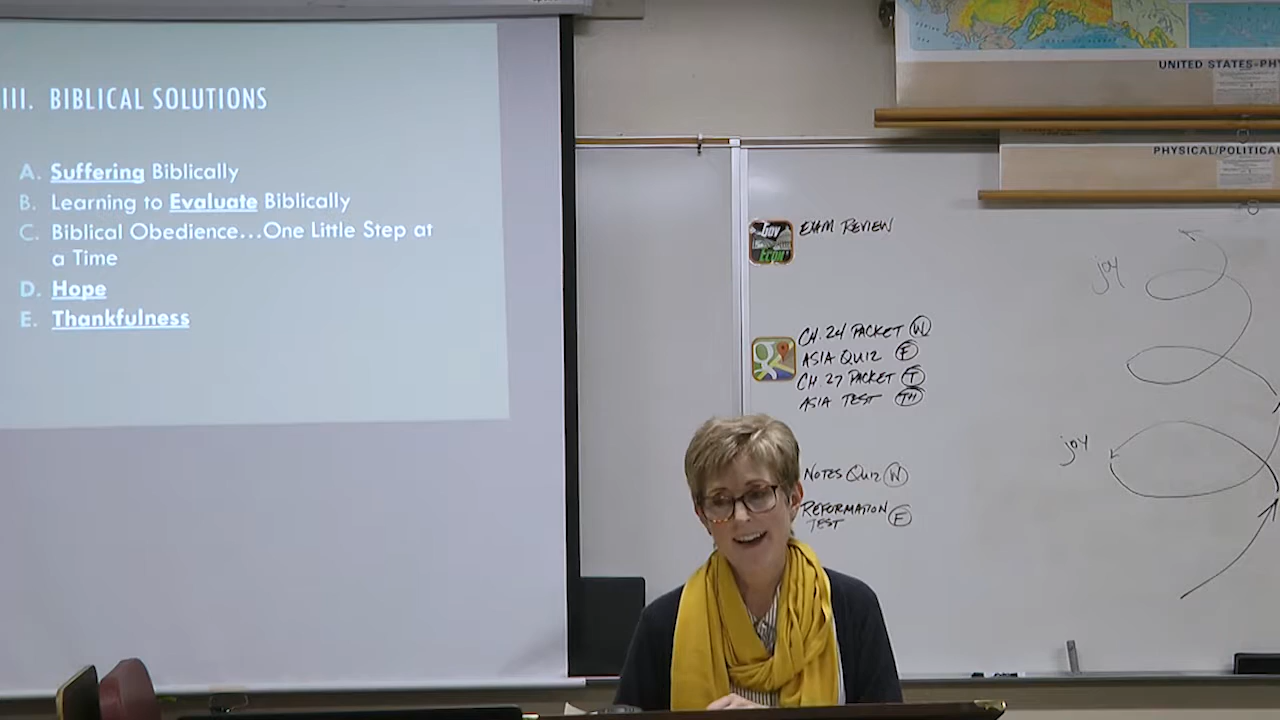 III. BIBLICAL SOLUTIONS
A. Suffering Biblically
B. Learning to Evaluate Biblically
C. Biblical Obedience...One Little Step at
a Time
D. Hope
E. Thankfulness
UNITED STATES-PHY
PHYSICAL/POLITICAL
Gov
ECON
EXAM REVIEW
CH. 24 PACKET W
ASIA QUIZ F
CH. 27 PACKET T
ASIA TEST TH
NOTES QUIZ W
REFORMATION
TEST F
joy
joy